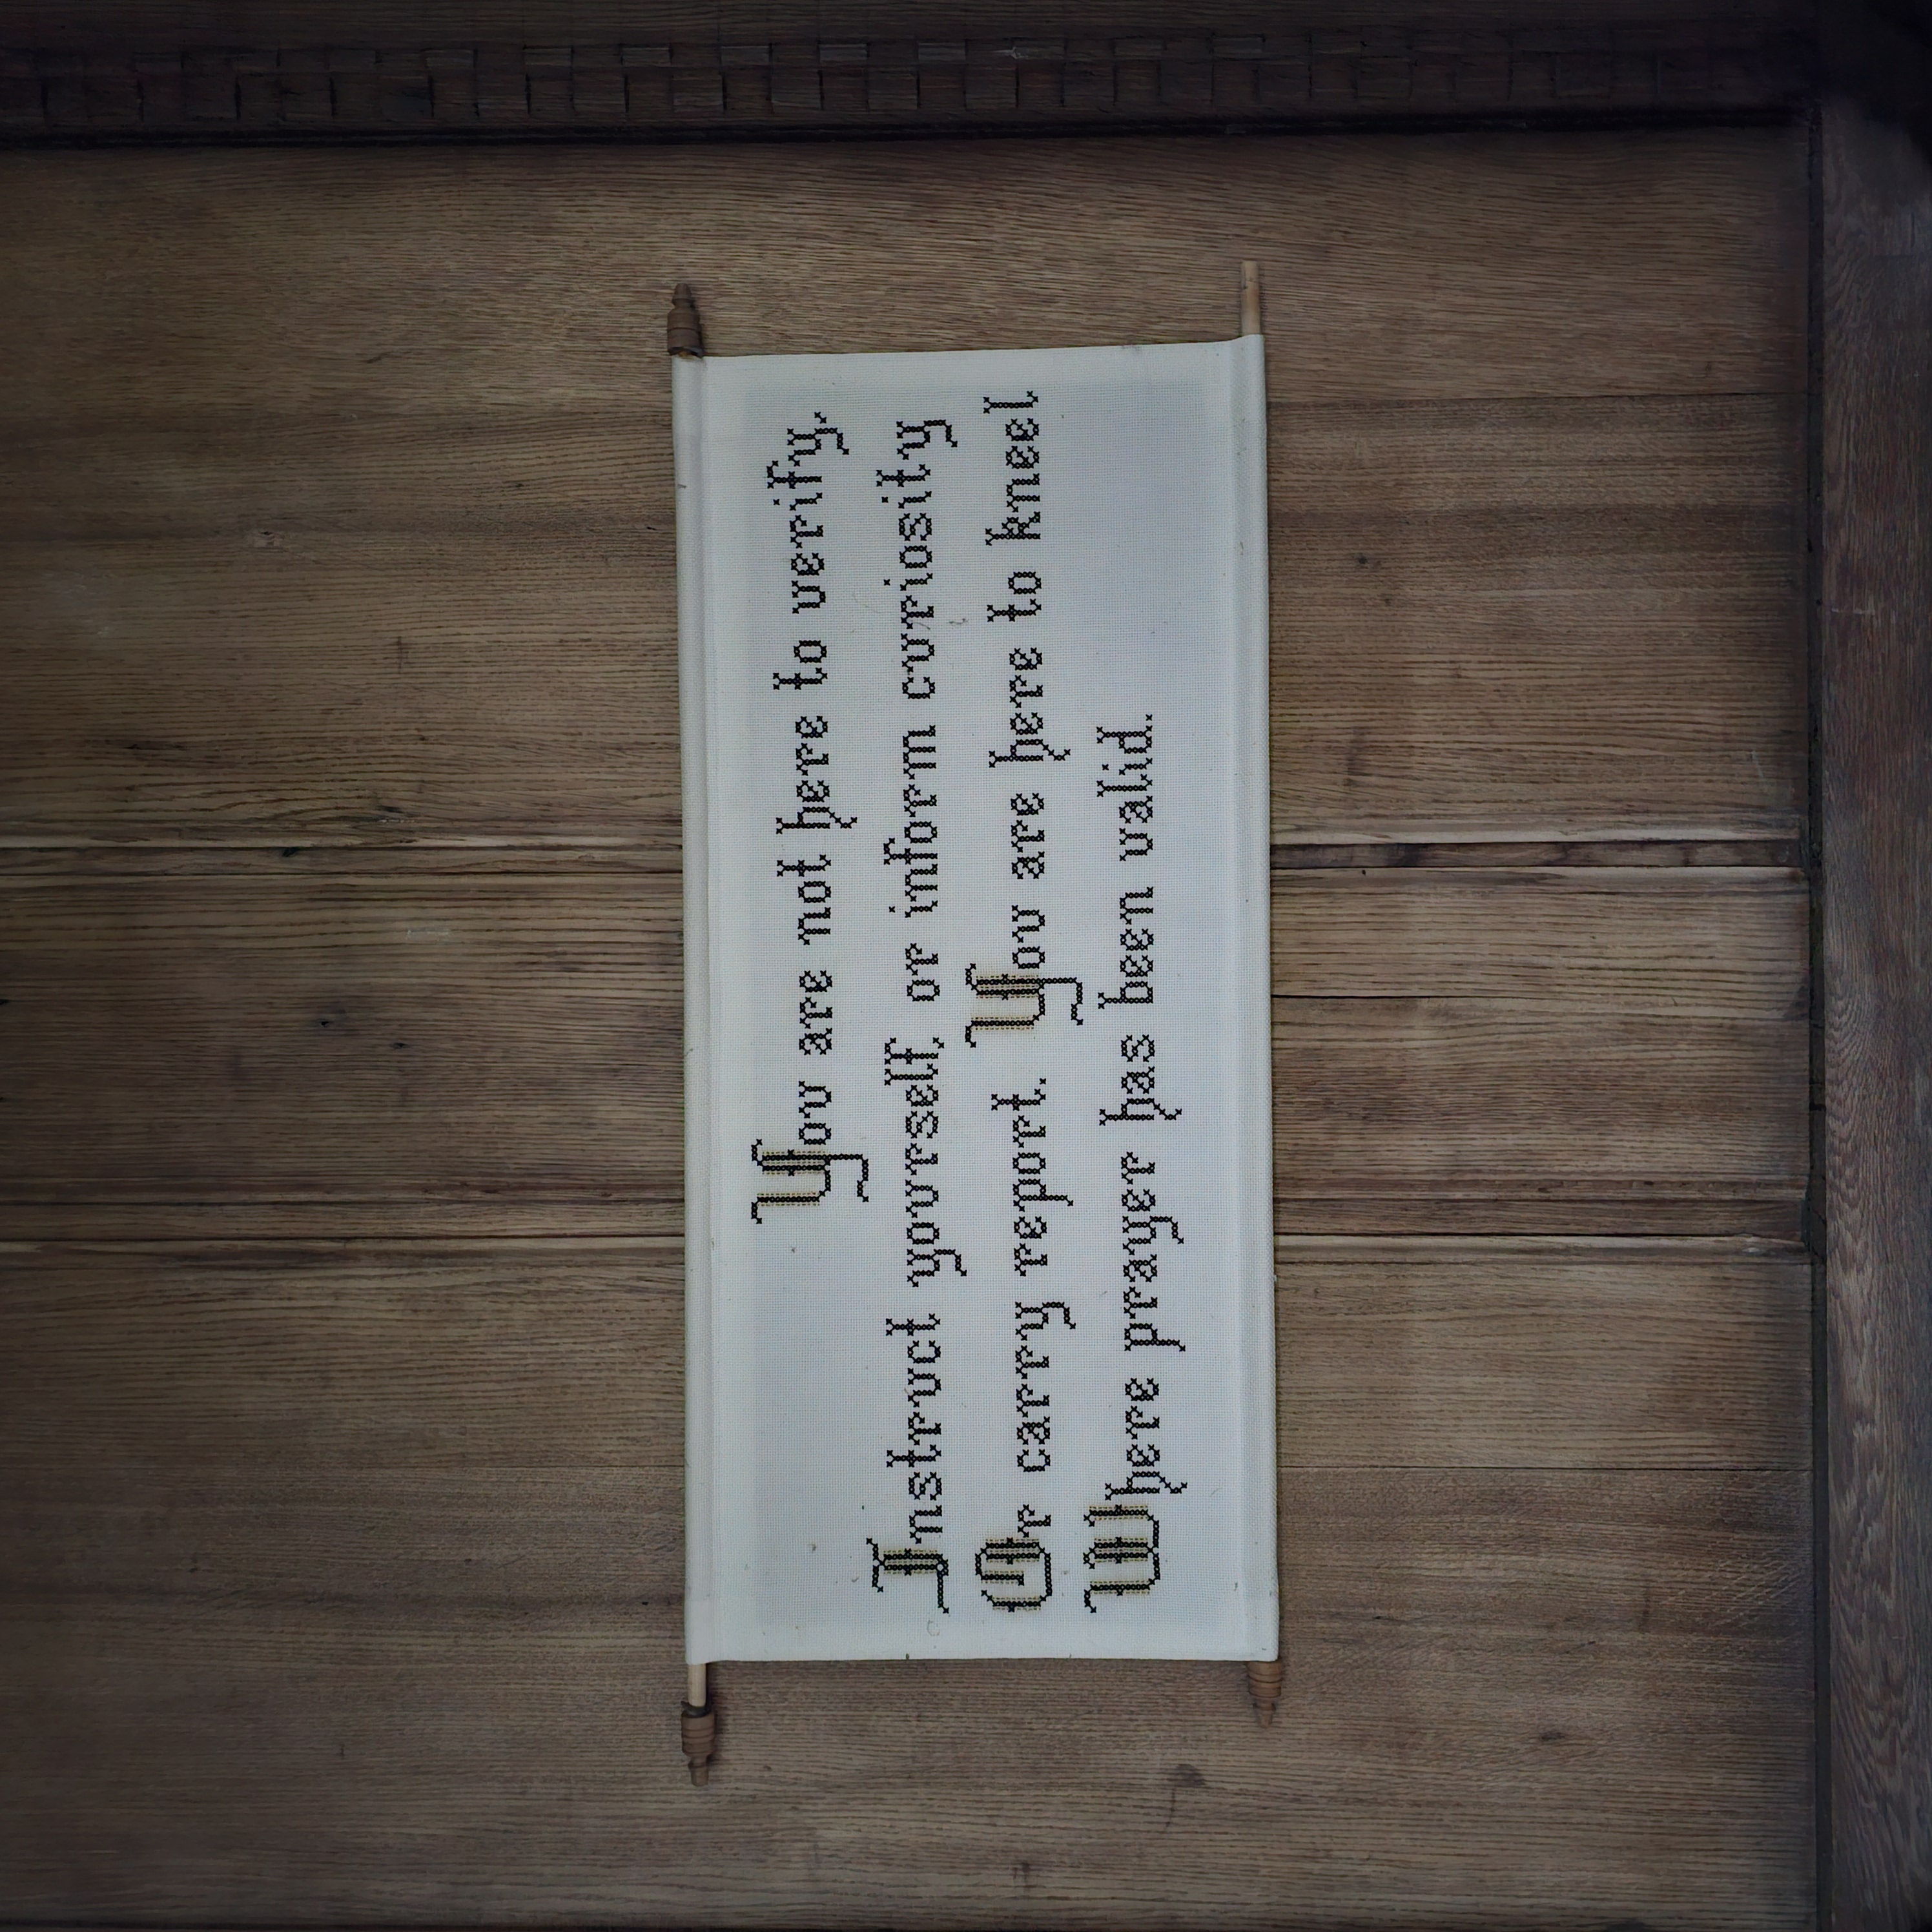 You are not here to verify,
Instruct yourself, or inform curiosity
Or carry report. You are here to kneel
Where prayer has been valid.